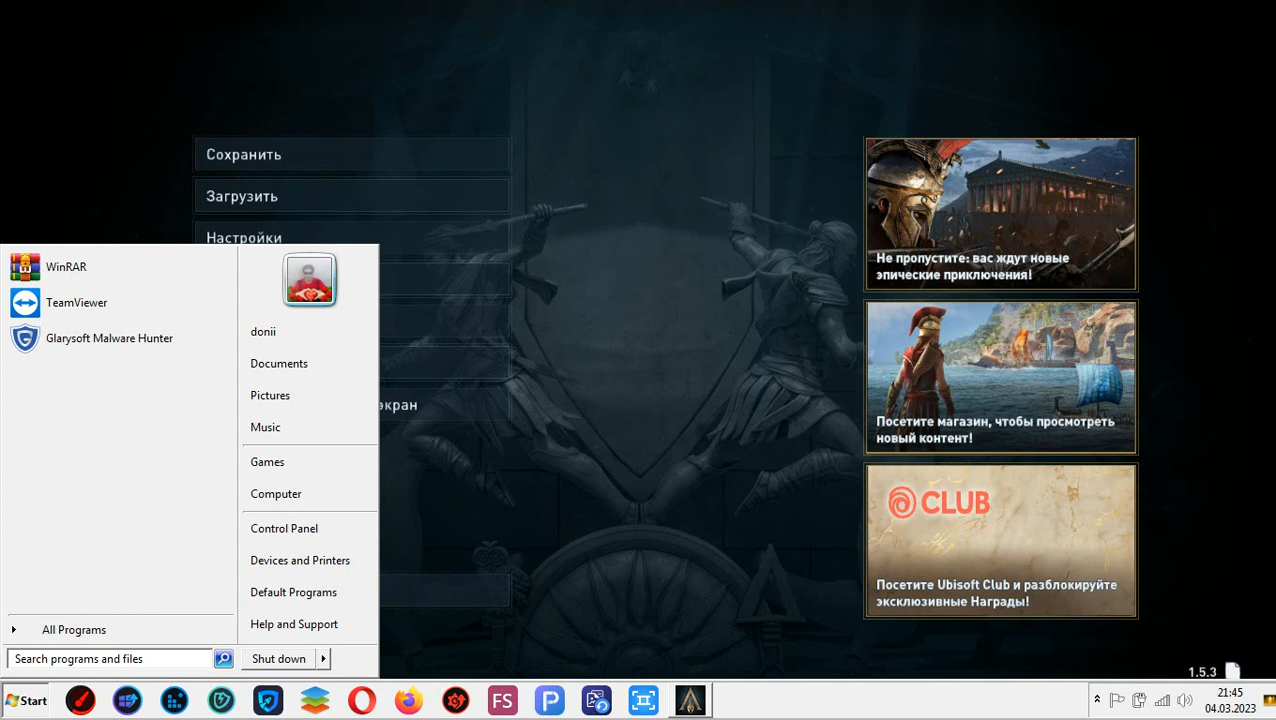 Сохранить
Загрузить
Настройки
экран
Не пропустите: вас ждут новые
эпические приключения!
Посетите магазин, чтобы просмотреть
новый контент!
CLUB
Посетите Ubisoft Club и разблокируйте
эксклюзивные Награды!
1.5.3
WinRAR
TeamViewer
Glarysoft Malware Hunter
All Programs
Search programs and files
donii
Documents
Pictures
Music
Games
Computer
Control Panel
Devices and Printers
Default Programs
Help and Support
Shut down
Start
FS
P
21:45
04.03.2023